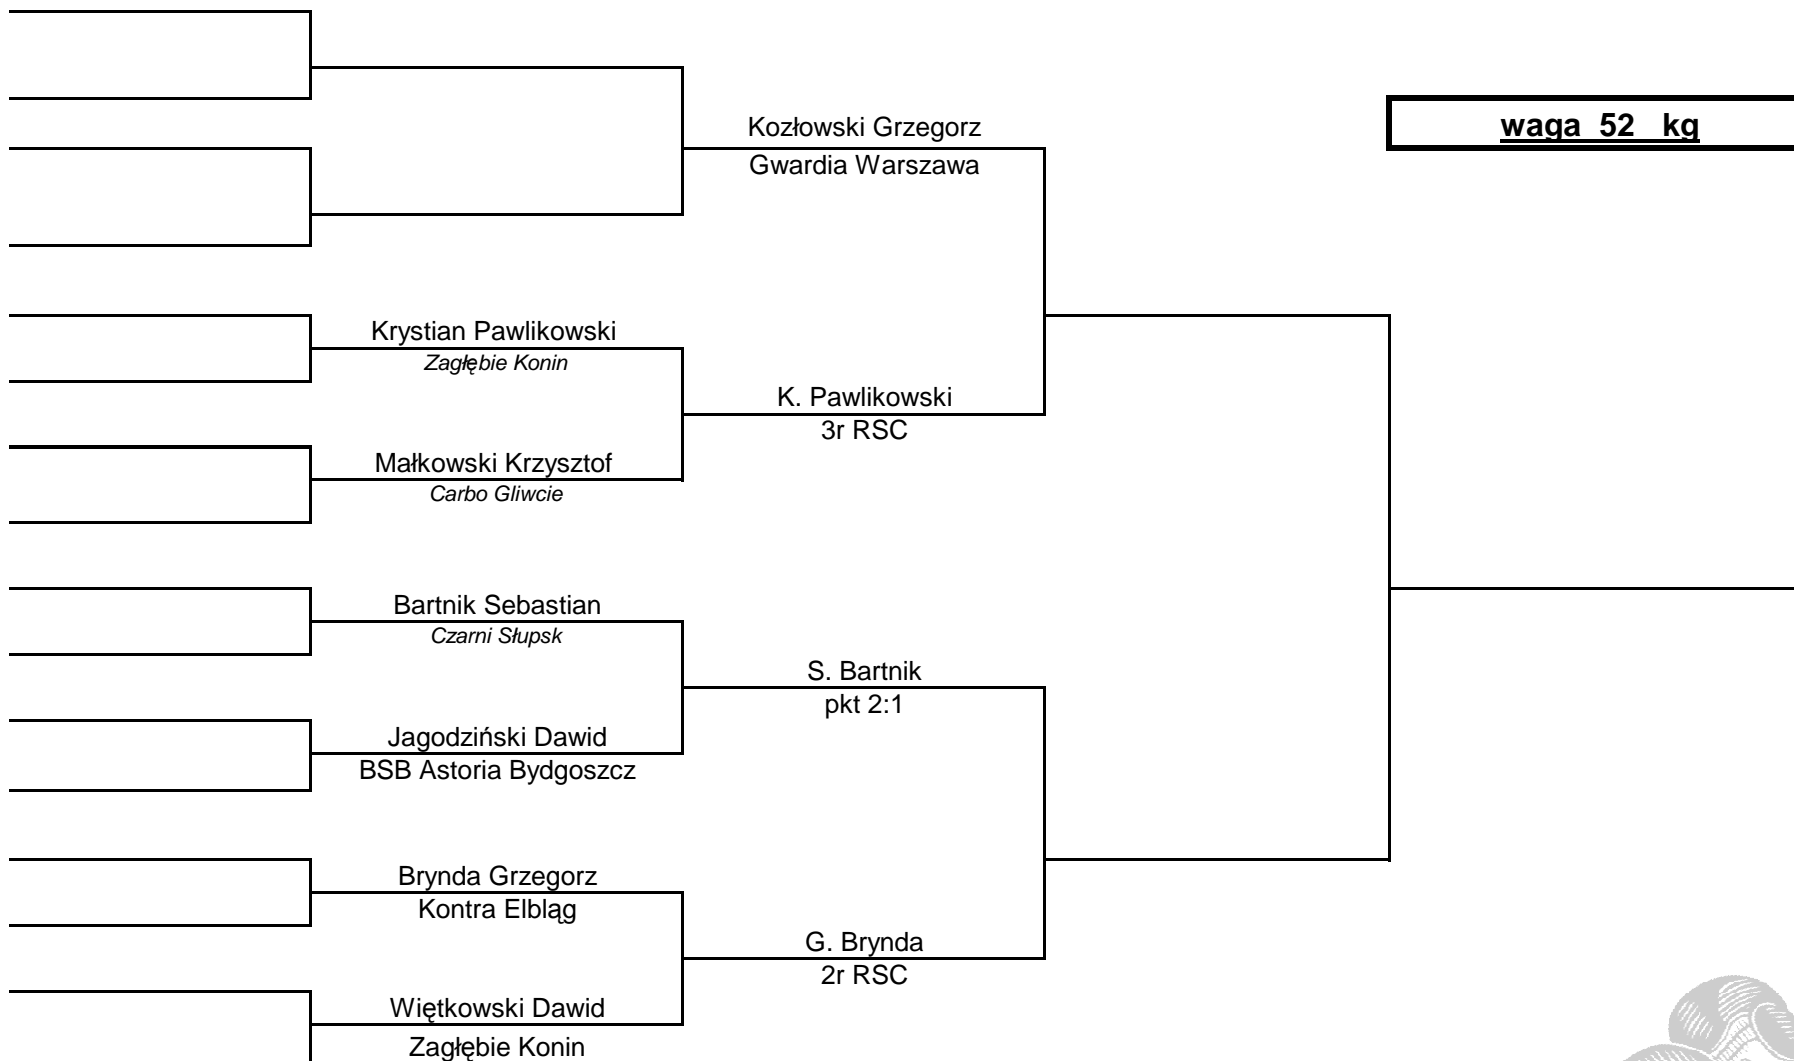 Kozłowski Grzegorz
Gwardia Warszawa
waga 52 kg
Krystian Pawlikowski
Zagłębie Konin
K. Pawlikowski
3r RSC
Małkowski Krzysztof
Carbo Gliwcie
Bartnik Sebastian
Czarni Słupsk
S. Bartnik
pkt 2:1
Jagodziński Dawid
BSB Astoria Bydgoszcz
Brynda Grzegorz
Kontra Elbląg
G. Brynda
2r RSC
Więtkowski Dawid
Zagłębie Konin